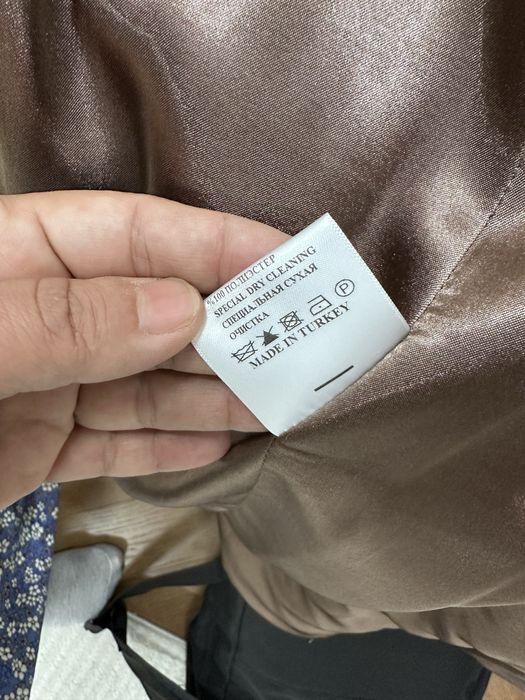 %100 ПОЛИЭСТЕР
SPECIAL DRY CLEANING
СПЕЦИАЛЬНАЯ СУХАЯ
ОЧИСТКА
P
MADE IN TURKEY